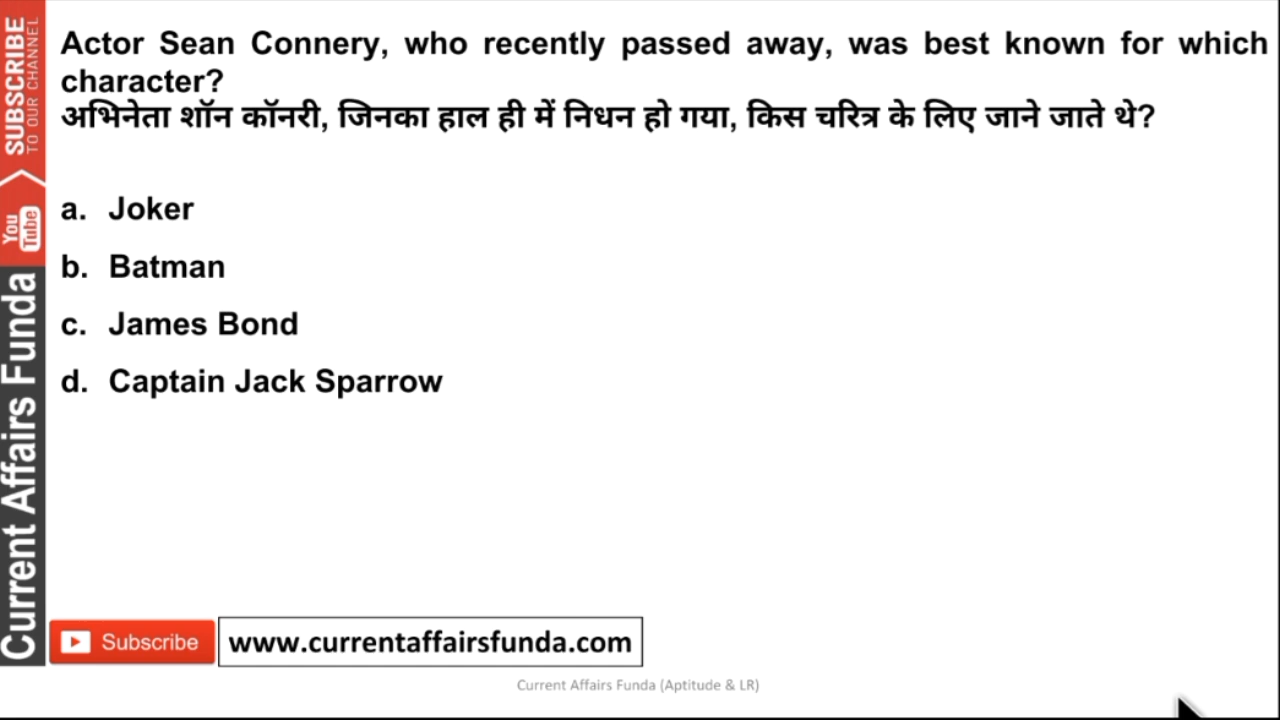 SUBSCRIBE
TO OUR CHANNEL
You Tube
Current Affairs Funda
Actor Sean Connery, who recently passed away, was best known for which
character?
अभिनेता शॉन कॉनरी, जिनका हाल ही में निधन हो गया, किस चरित्र के लिए जाने जाते थे?
a. Joker
b. Batman
c. James Bond
d. Captain Jack Sparrow
Subscribe
www.currentaffairsfunda.com
Current Affairs Funda (Aptitude & LR)